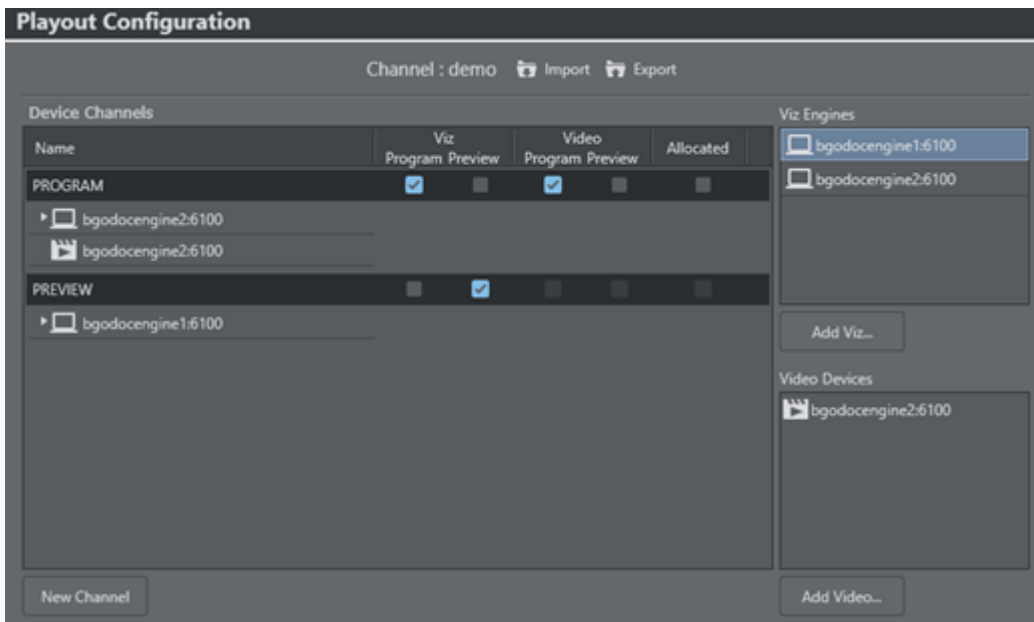 Playout Configuration
Channel : demo Import Export
Device Channels
Name Viz Program Preview Video Program Preview Allocated
PROGRAM
bgodocengine2:6100
bgodocengine2:6100
PREVIEW
bgodocengine1:6100
New Channel
Viz Engines
bgodocengine1:6100
bgodocengine2:6100
Add Viz...
Video Devices
bgodocengine2:6100
Add Video...